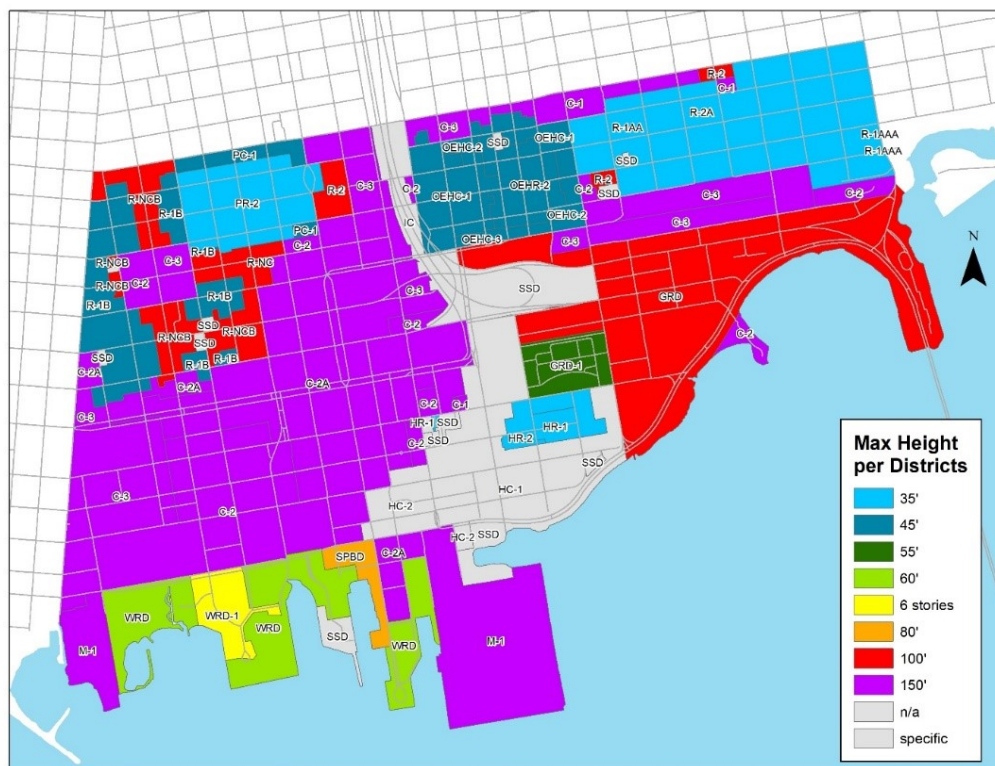 R-2
C-1
C-1
C-3
OEHC-1
R-1AA
R-2A
R-1AAA
R-1AAA
OEHC-2
SSD
PC-1
SSD
R-NCB
R-1B
PR-2
R-2
C-3
C-2
OEHC-1
OEHR-2
C-2
R-2
SSD
C-3
C-2
OEHC-2
IC
PC-1
C-2
OEHC-3
C-3
C-3
R-1B
C-3
R-NC
R-NCB
C-2
R-NCB
R-1B
R-1B
C-3
SSD
GRD
C-2
C-2
SSD
R-NCB
R-NCB
SSD
SSD
R-1B
R-1B
C-2A
C-2A
C-2A
GRD-1
C-3
C-2
C-1
HR-1
SSD
SSD
C-2
HR-2
HR-1
SSD
C-3
HC-1
HC-2
C-2
HC-2
SSD
SPBD
C-2A
WRD
WRD-1
WRD
SSD
WRD
M-1
M-1
N
Max Height
per Districts
35'
45'
55'
60'
6 stories
80'
100'
150'
n/a
specific